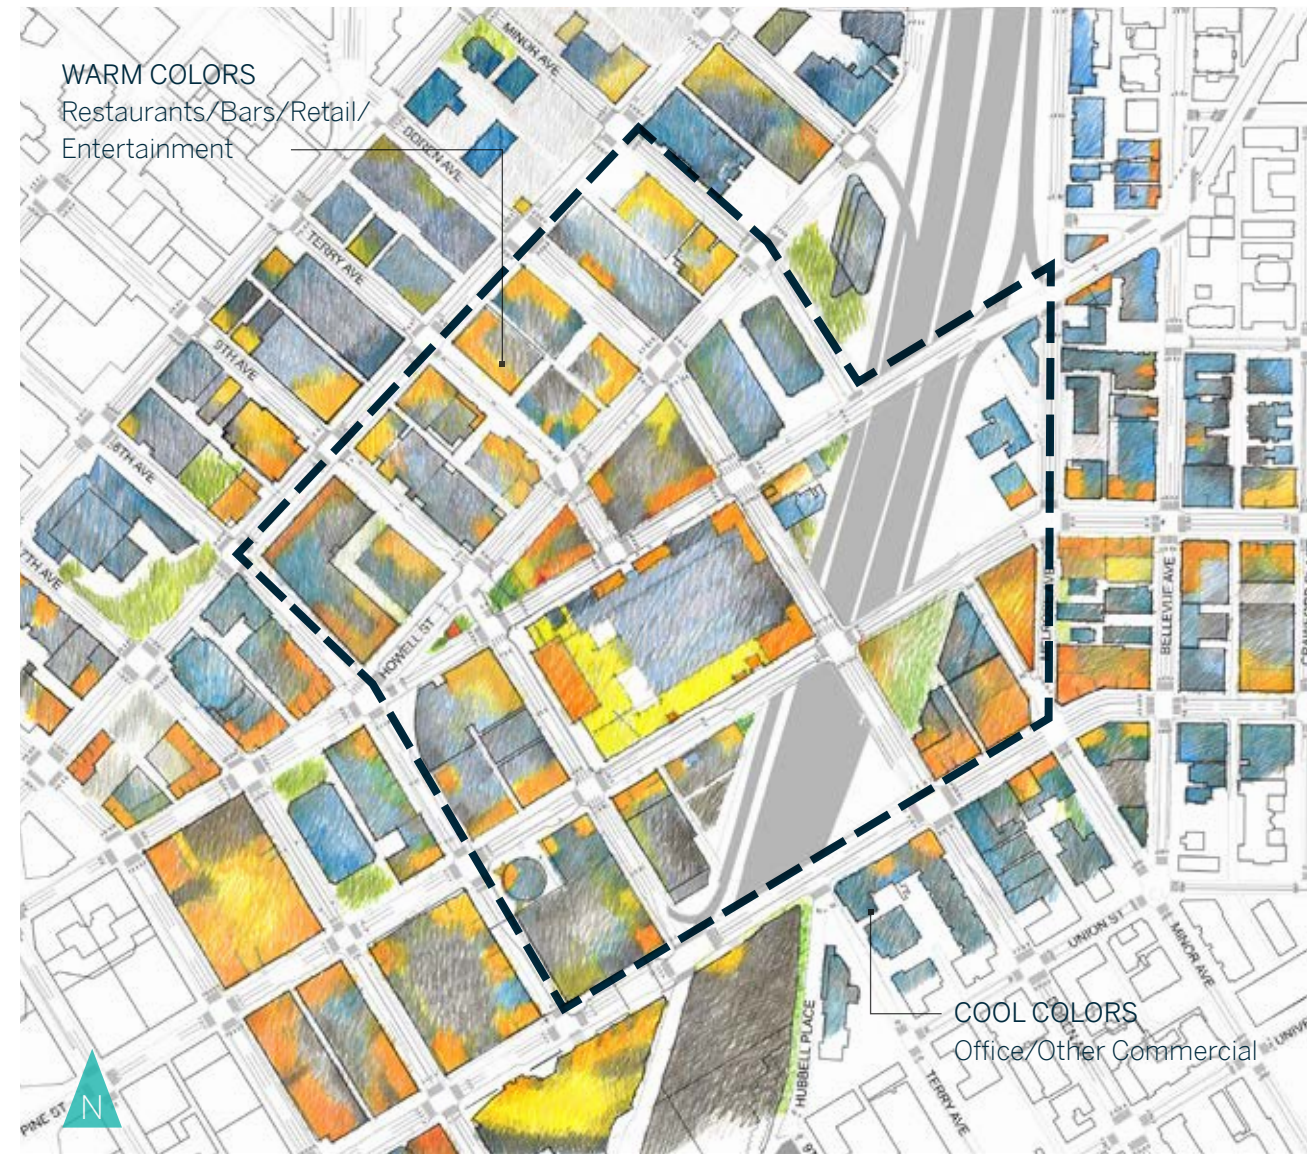 WARM COLORS
Restaurants/Bars/Retail/
Entertainment
MINOR AVE
BOREN AVE
TERRY AVE
9TH AVE
8TH AVE
7TH AVE
HOWELL ST
BELLEVUE AVE
UNION ST
MINOR AVE
COOL COLORS
Office/Other Commercial
HUBBELL PLACE
TERRY AVE
PINE ST
N